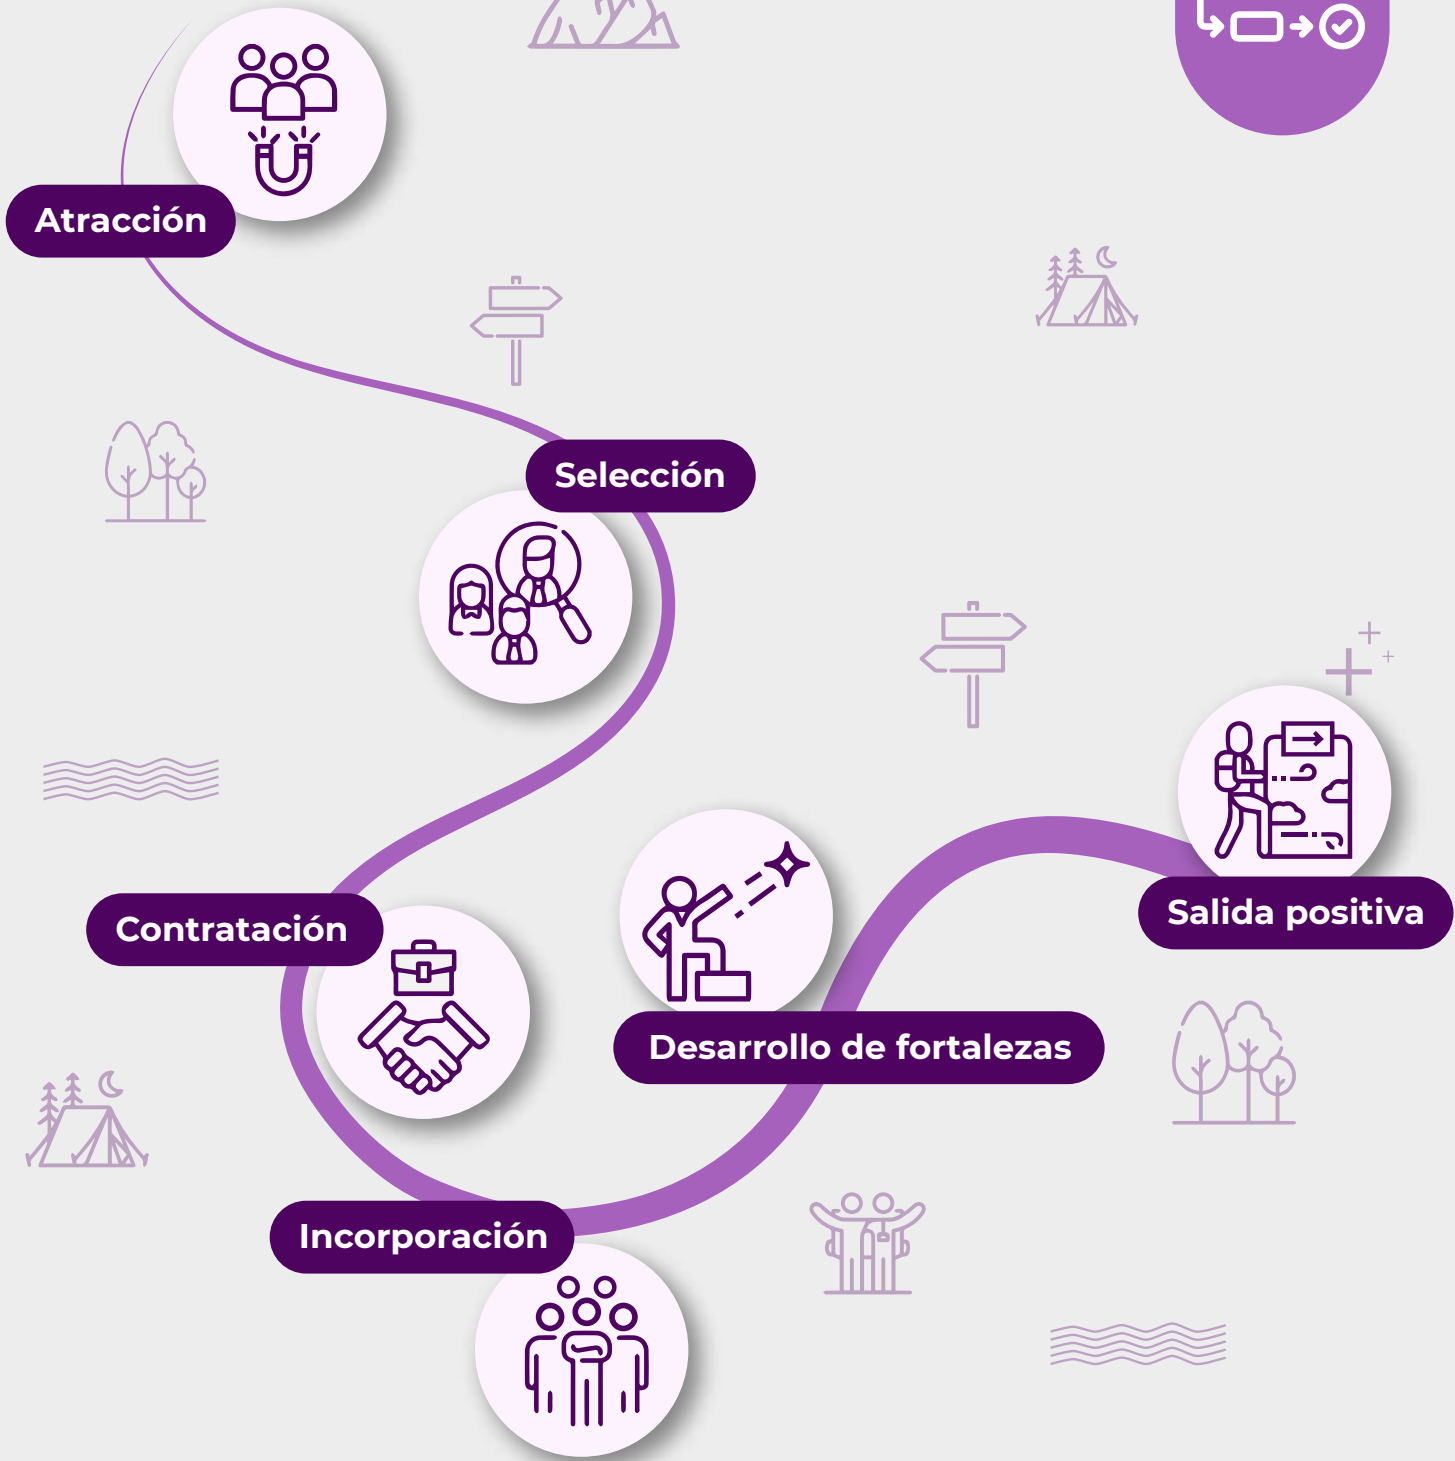 Atracción
Selección
Contratación
Incorporación
Desarrollo de fortalezas
Salida positiva